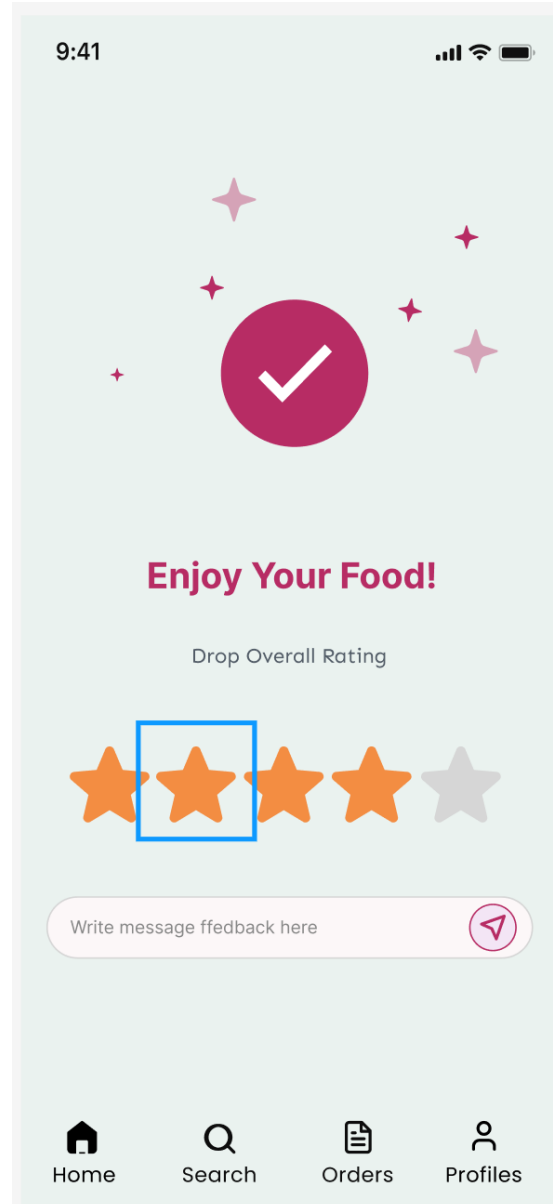 9:41
Enjoy Your Food!
Drop Overall Rating
Write message ffedback here
Home Search Orders Profiles